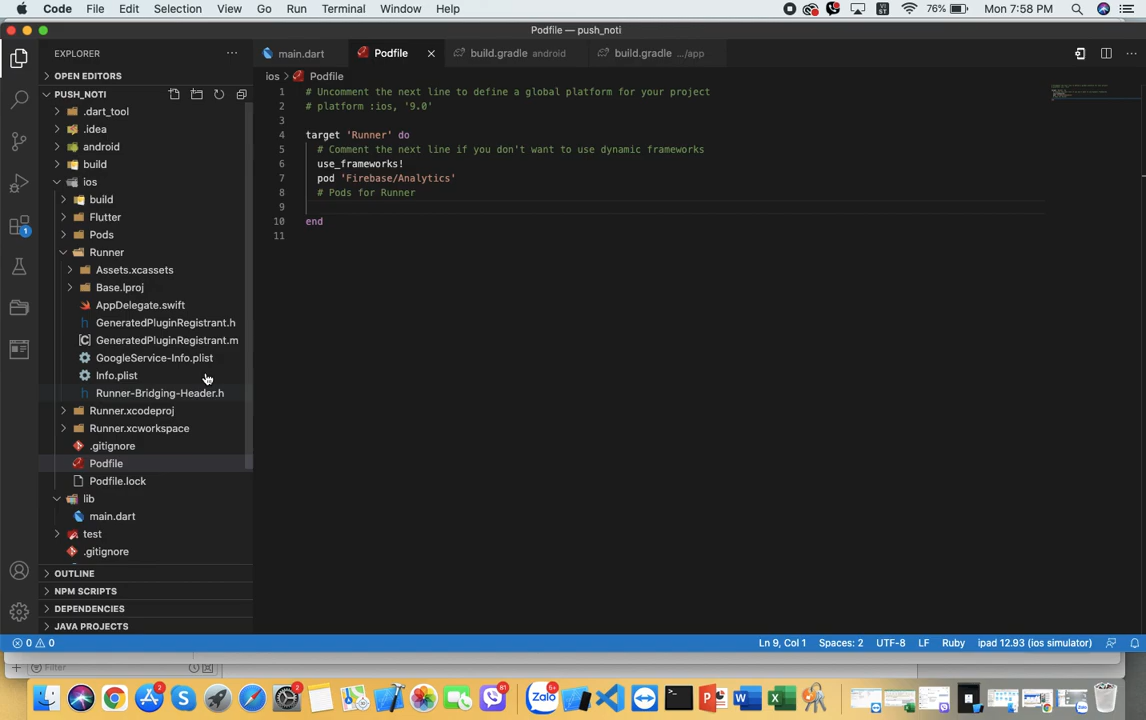 Code File Edit Selection View Go Run Terminal Window Help 76% Mon 7:58 PM
Podfile — push_noti
EXPLORER
main.dart Podfile build.gradle android build.gradle .../app
OPEN EDITORS
ios Podfile
PUSH_NOTI
.dart_tool
.idea
android
build
ios
build
Flutter
Pods
Runner
Assets.xcassets
Base.lproj
AppDelegate.swift
GeneratedPluginRegistrant.h
GeneratedPluginRegistrant.m
GoogleService-Info.plist
Info.plist
Runner-Bridging-Header.h
Runner.xcodeproj
Runner.xcworkspace
.gitignore
Podfile
Podfile.lock
lib
main.dart
test
.gitignore
OUTLINE
NPM SCRIPTS
DEPENDENCIES
JAVA PROJECTS
1 # Uncomment the next line to define a global platform for your project
2 # platform :ios, '9.0'
3
4 target 'Runner' do
5 # Comment the next line if you don't want to use dynamic frameworks
6 use_frameworks!
7 pod 'Firebase/Analytics'
8 # Pods for Runner
9
10 end
11
1
0 0 Ln 9, Col 1 Spaces: 2 UTF-8 LF Ruby ipad 12.93 (ios simulator)
Filter
2 2 81 Zalo 5+